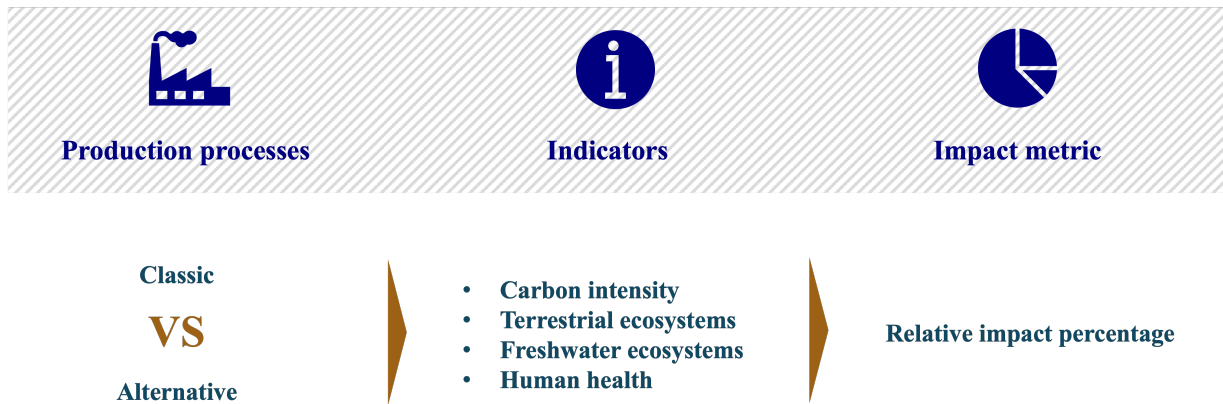 Production processes
Indicators
Impact metric
Classic
VS
Alternative
• Carbon intensity
• Terrestrial ecosystems
• Freshwater ecosystems
• Human health
Relative impact percentage